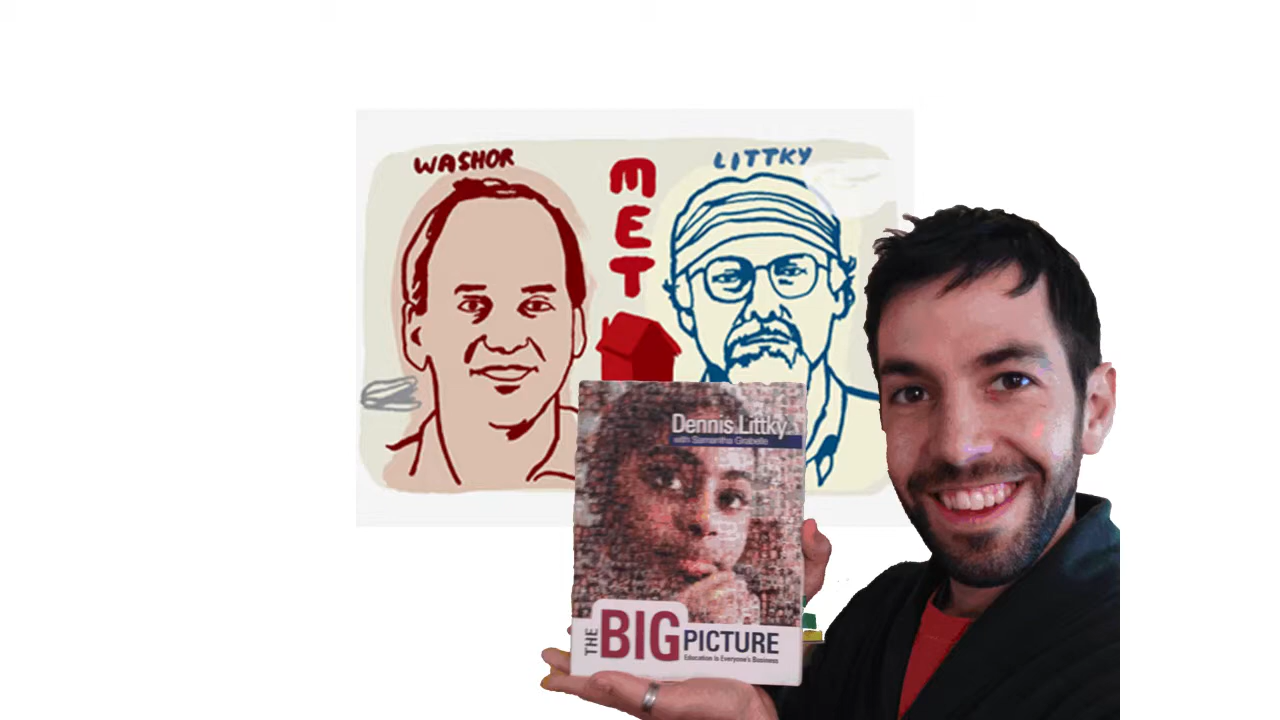 WASHOR
MET
LITTKY
Dennis Littky
with Samantha Grabelle
THE BIG PICTURE
Education Is Everyone's Business